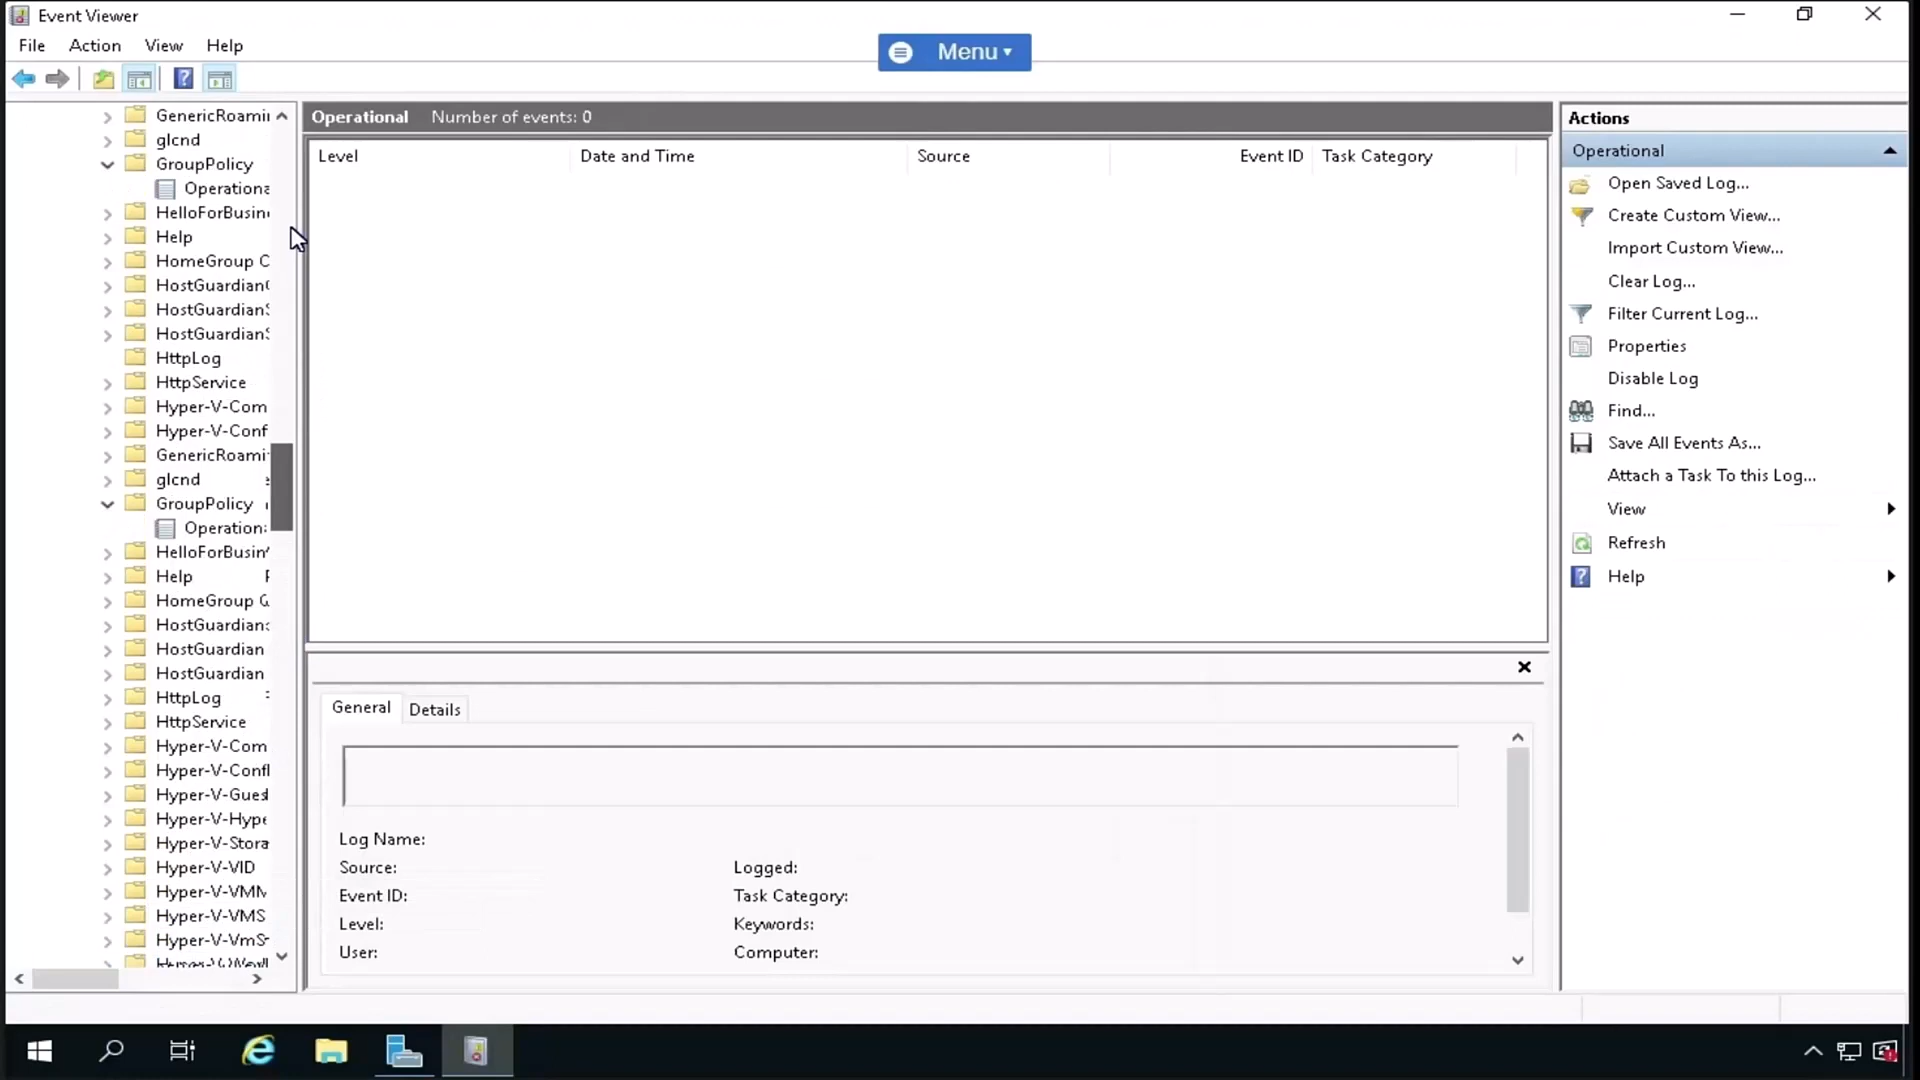 Event Viewer
File Action View Help
Menu
GenericRoami
glcnd
GroupPolicy
Operationa
HelloForBusin
Help
HomeGroup C
HostGuardian
HostGuardianS
HostGuardianS
HttpLog
HttpService
Hyper-V-Com
Hyper-V-Conf
GenericRoami
glcnd
GroupPolicy
Operation
HelloForBusin
Help
HomeGroup
HostGuardian
HostGuardian
HostGuardian
HttpLog
HttpService
Hyper-V-Com
Hyper-V-Confi
Hyper-V-Gues
Hyper-V-Hype
Hyper-V-Stora
Hyper-V-VID
Hyper-V-VMM
Hyper-V-VMS
Hyper-V-VmS
Operational Number of events: 0
Level Date and Time Source Event ID Task Category
General Details
Log Name:
Source: Logged:
Event ID: Task Category:
Level: Keywords:
User: Computer:
Actions
Operational
Open Saved Log...
Create Custom View...
Import Custom View...
Clear Log...
Filter Current Log...
Properties
Disable Log
Find...
Save All Events As...
Attach a Task To this Log...
View
Refresh
Help